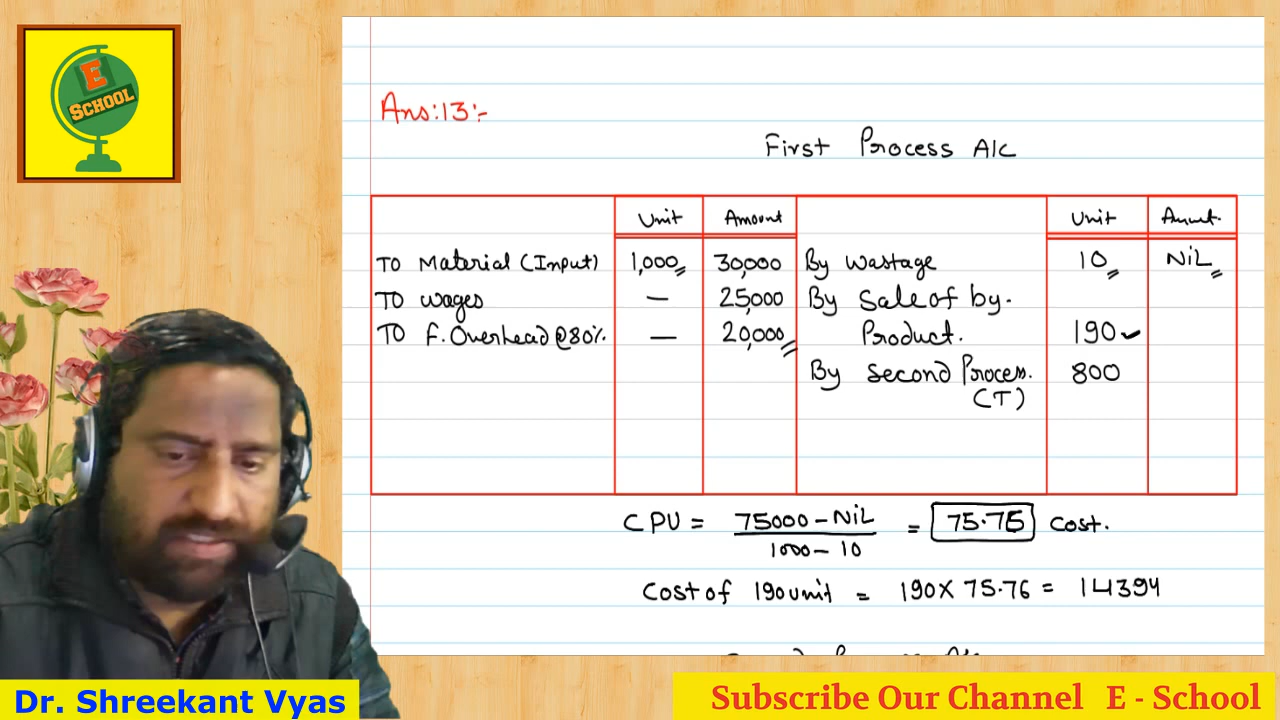 E
SCHOOL
Ans:13:-
First Process A/C
Unit Amount Unit Amut.
To Material (Input) 1,000 30,000 By Wastage 10 NiL
To wages — 25,000 By Sale of by-
To F. Overhead @80%. — 20,000 Product. 190
By Second Process. 800
(T)
CPU = 75000-NiL / 1000-10 = 75.75 Cost.
Cost of 190 unit = 190X 75.76 = 14394
Dr. Shreekant Vyas
Subscribe Our Channel E - School